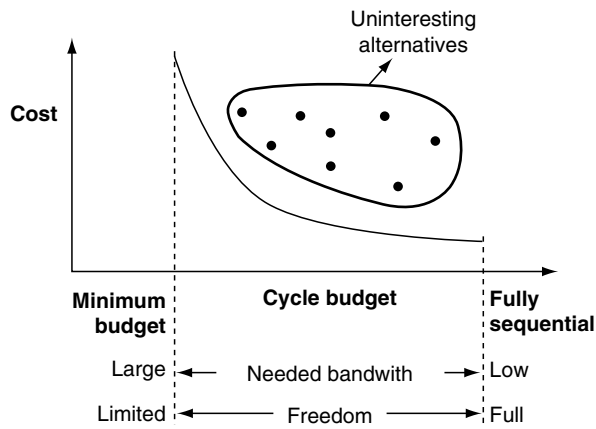 Uninteresting
alternatives
Cost
Minimum
budget
Cycle budget
Fully
sequential
Large
Needed bandwith
Low
Limited
Freedom
Full